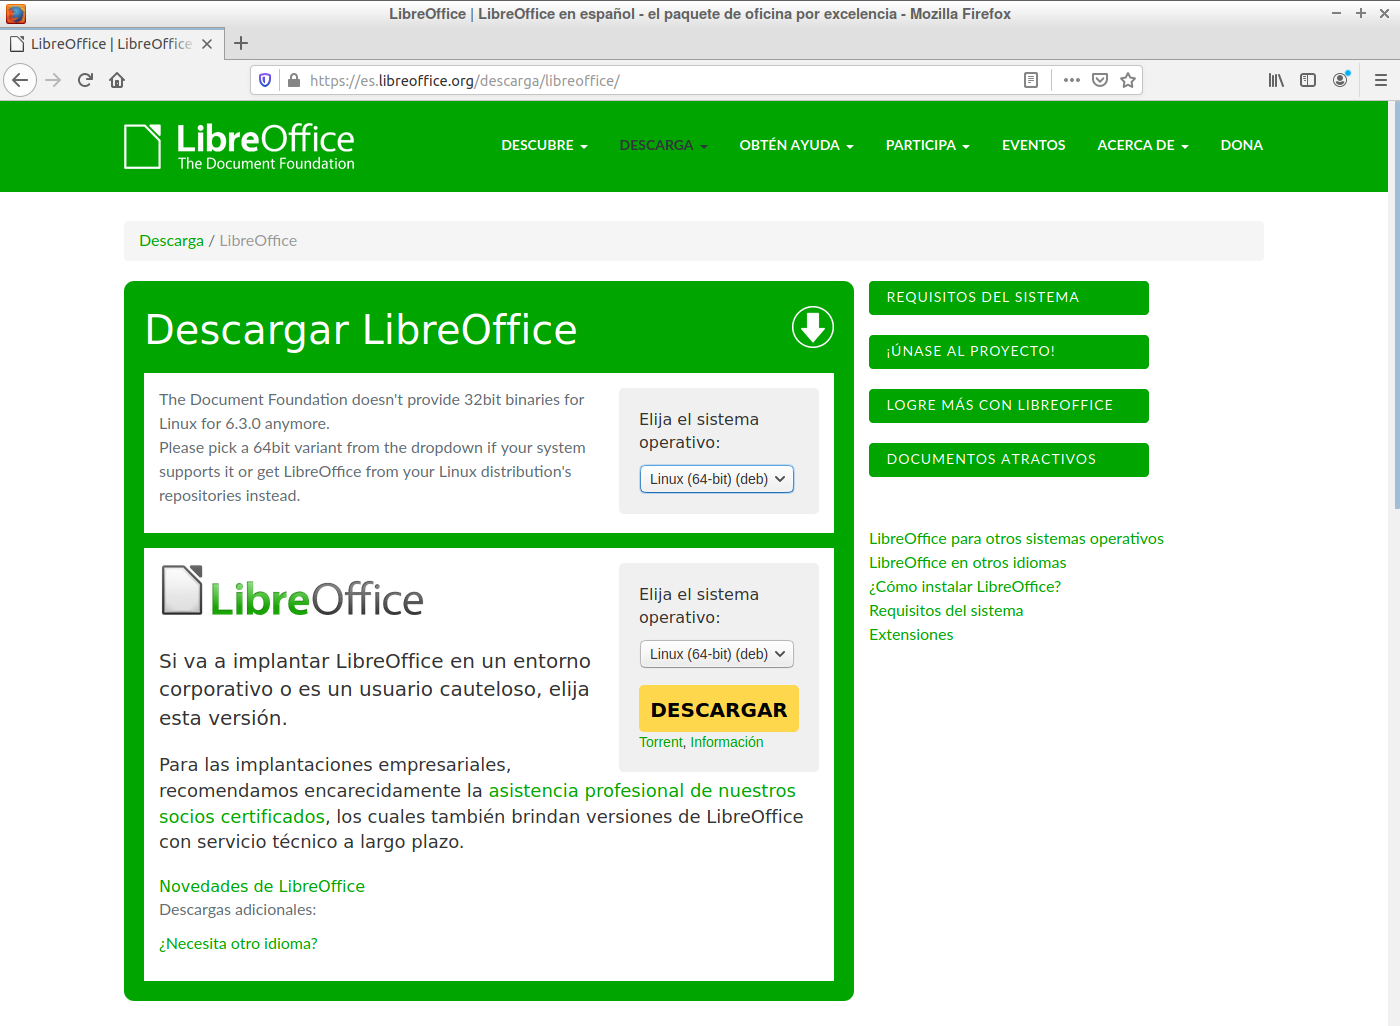 LibreOffice | LibreOffice en español - el paquete de oficina por excelencia - Mozilla Firefox
LibreOffice | LibreOffice
https://es.libreoffice.org/descarga/libreoffice/
LibreOffice
The Document Foundation
DESCUBRE
DESCARGA
OBTÉN AYUDA
PARTICIPA
EVENTOS
ACERCA DE
DONA
Descarga / LibreOffice
Descargar LibreOffice
The Document Foundation doesn't provide 32bit binaries for
Linux for 6.3.0 anymore.
Please pick a 64bit variant from the dropdown if your system
supports it or get LibreOffice from your Linux distribution's
repositories instead.
Elija el sistema
operativo:
Linux (64-bit) (deb)
LibreOffice
Si va a implantar LibreOffice en un entorno
corporativo o es un usuario cauteloso, elija
esta versión.
Elija el sistema
operativo:
Linux (64-bit) (deb)
DESCARGAR
Torrent, Información
Para las implantaciones empresariales,
recomendamos encarecidamente la asistencia profesional de nuestros
socios certificados, los cuales también brindan versiones de LibreOffice
con servicio técnico a largo plazo.
Novedades de LibreOffice
Descargas adicionales:
¿Necesita otro idioma?
REQUISITOS DEL SISTEMA
¡ÚNASE AL PROYECTO!
LOGRE MÁS CON LIBREOFFICE
DOCUMENTOS ATRACTIVOS
LibreOffice para otros sistemas operativos
LibreOffice en otros idiomas
¿Cómo instalar LibreOffice?
Requisitos del sistema
Extensiones